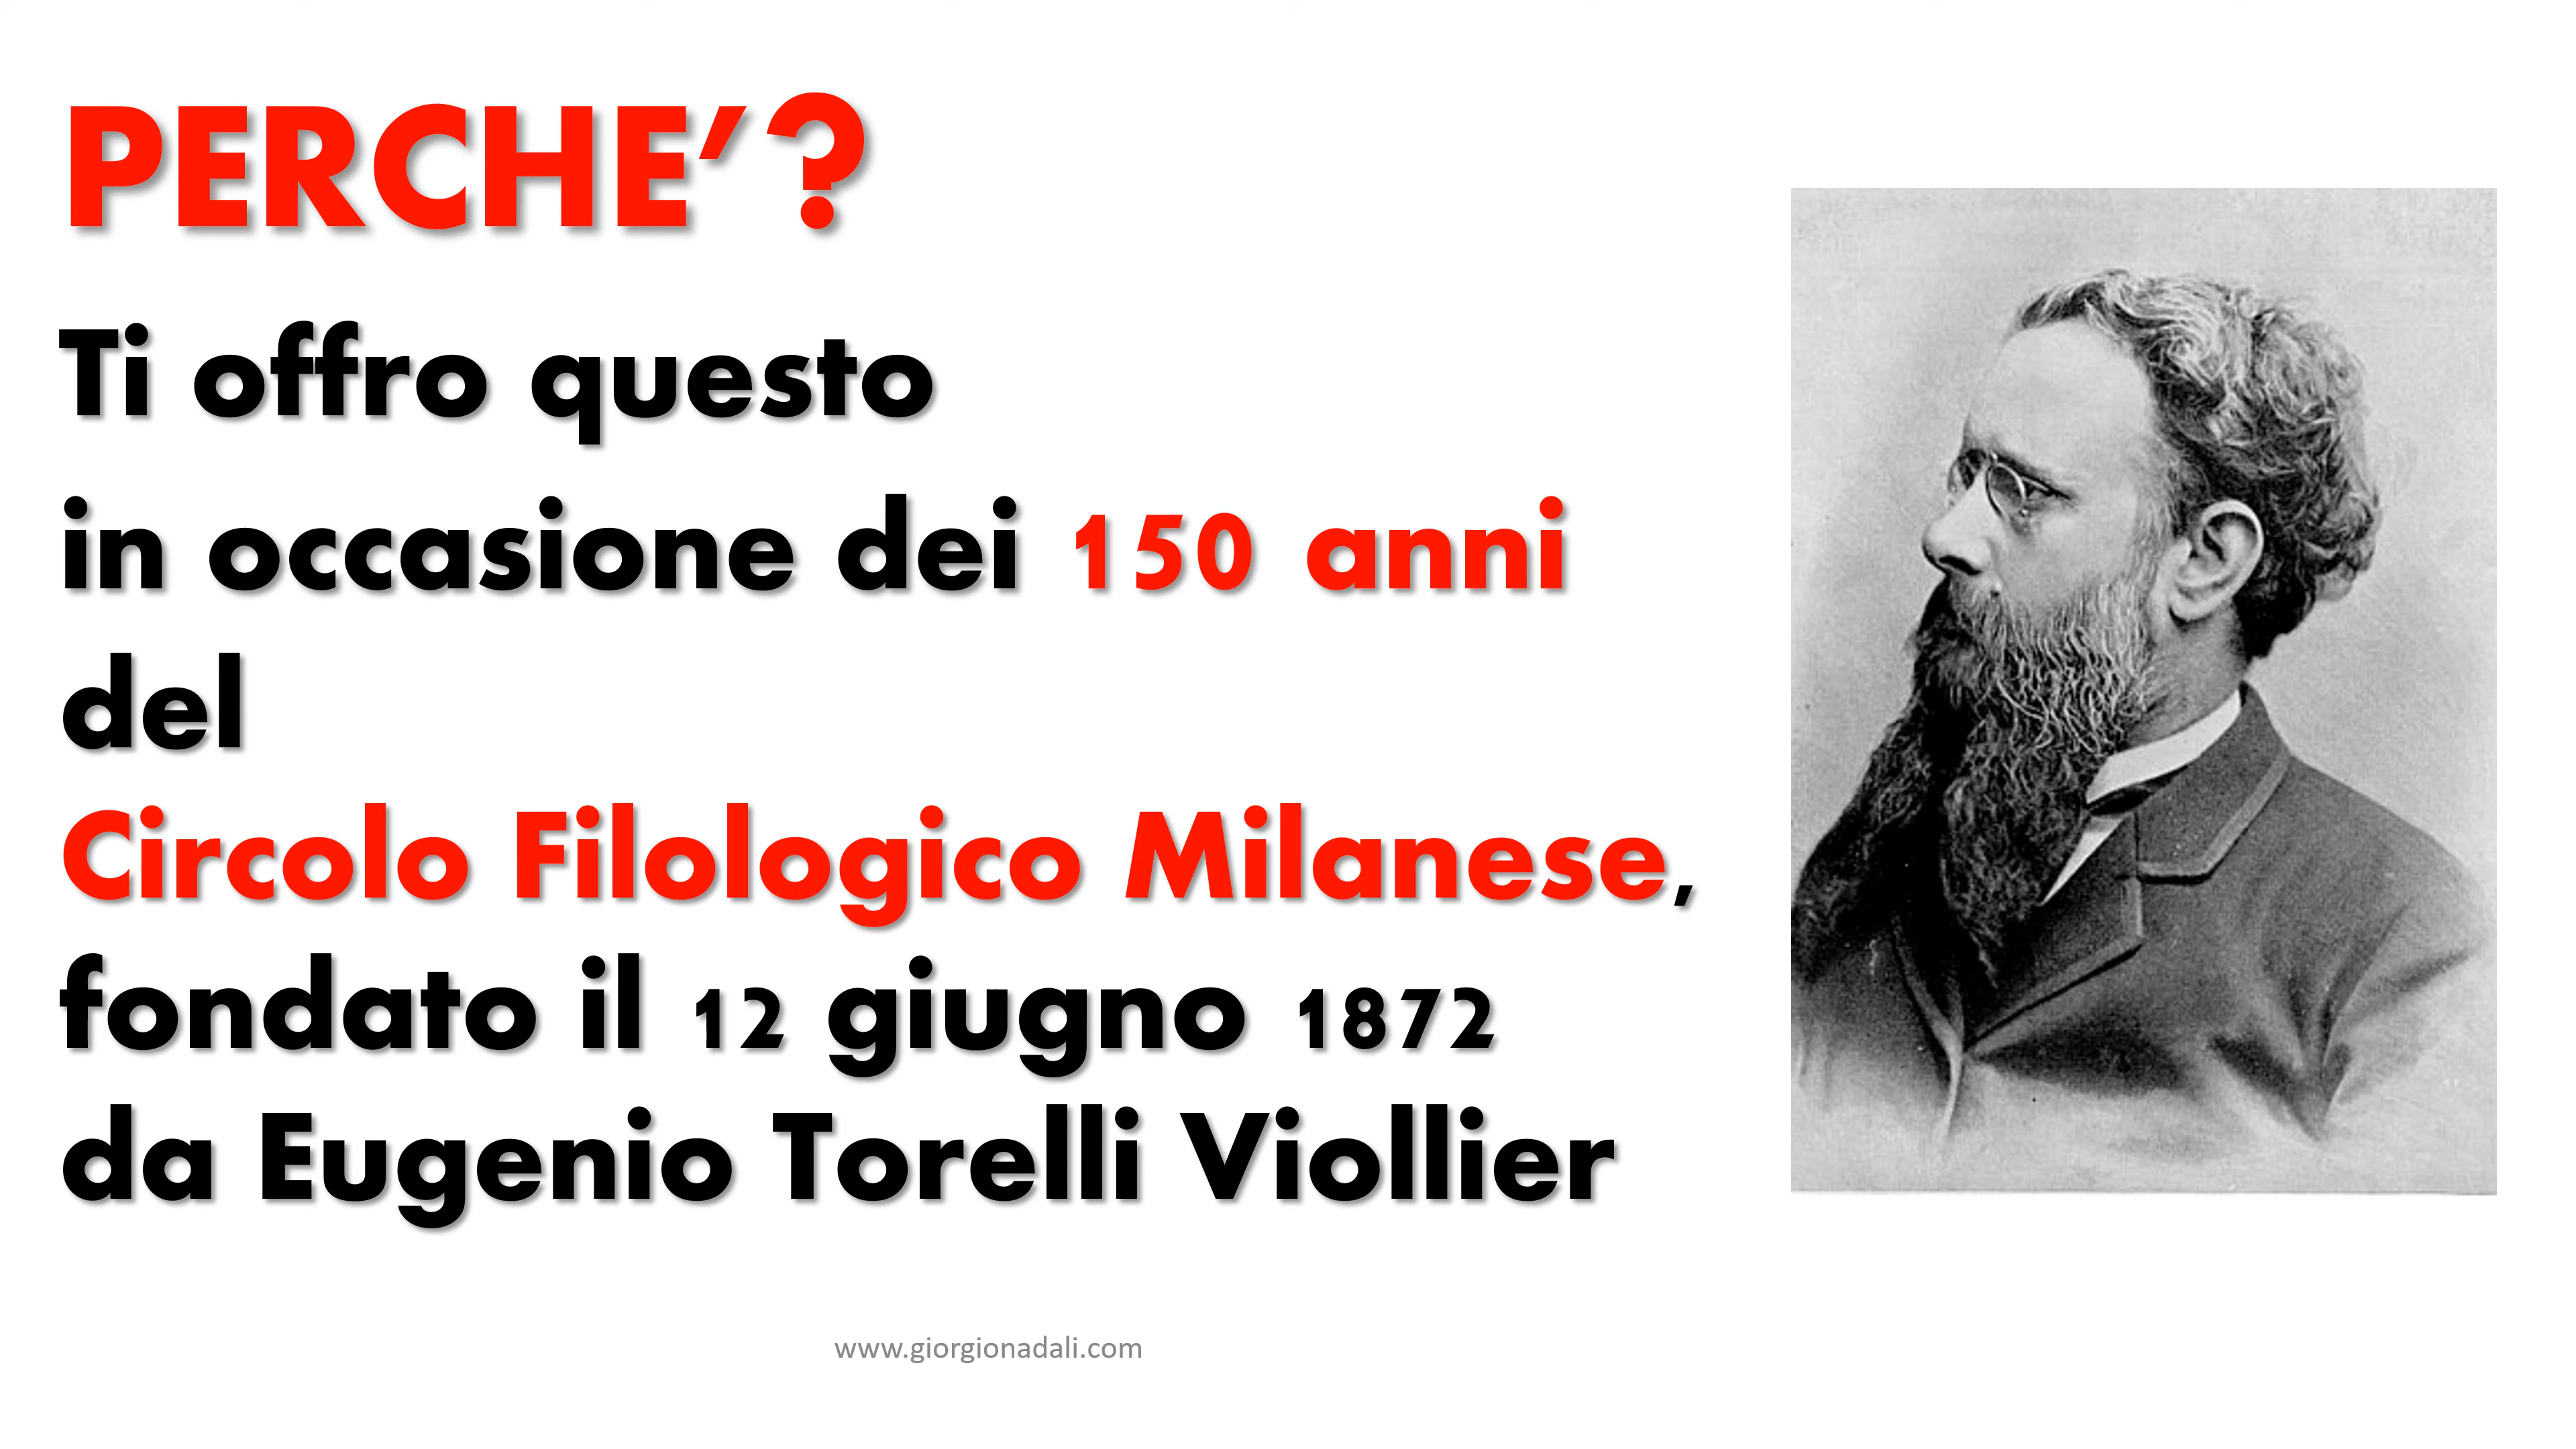 PERCHE’?
Ti offro questo
in occasione dei 150 anni
del
Circolo Filologico Milanese,
fondato il 12 giugno 1872
da Eugenio Torelli Viollier
www.giorgionadali.com